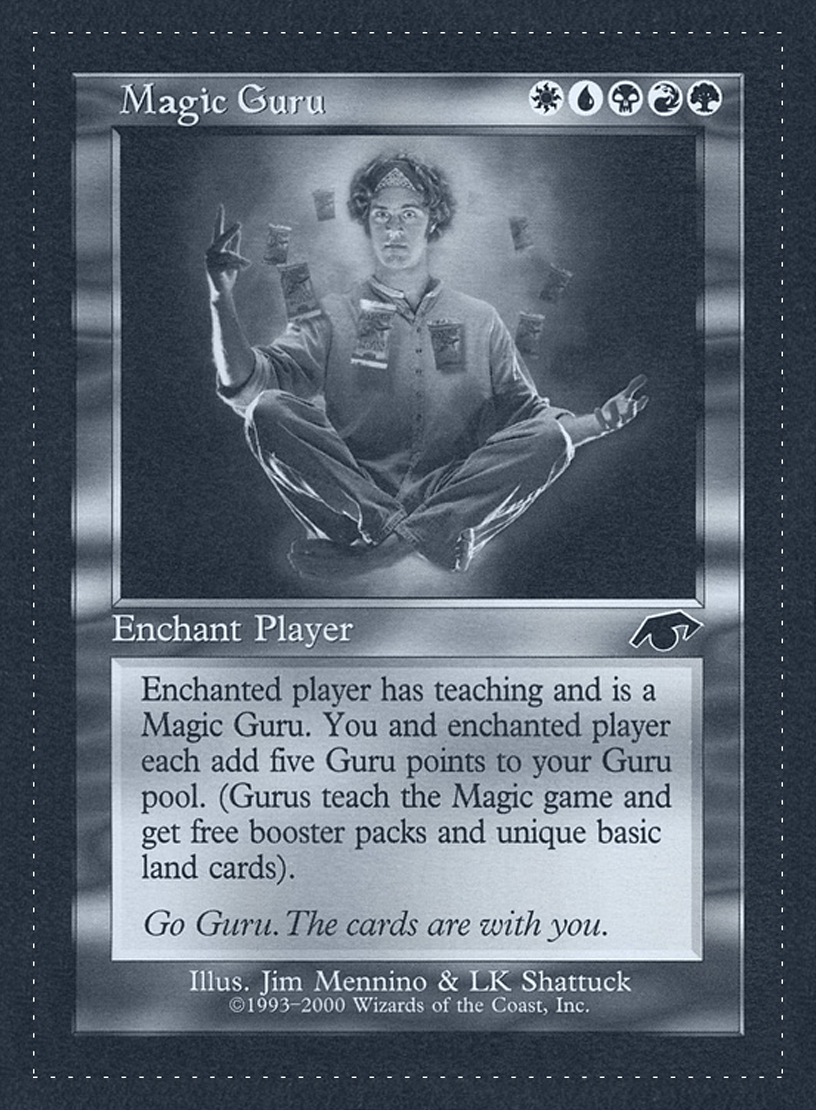 Magic Guru
Enchant Player
Enchanted player has teaching and is a
Magic Guru. You and enchanted player
each add five Guru points to your Guru
pool. (Gurus teach the Magic game and
get free booster packs and unique basic
land cards).
Go Guru. The cards are with you.
Illus. Jim Mennino & LK Shattuck
©1993–2000 Wizards of the Coast, Inc.